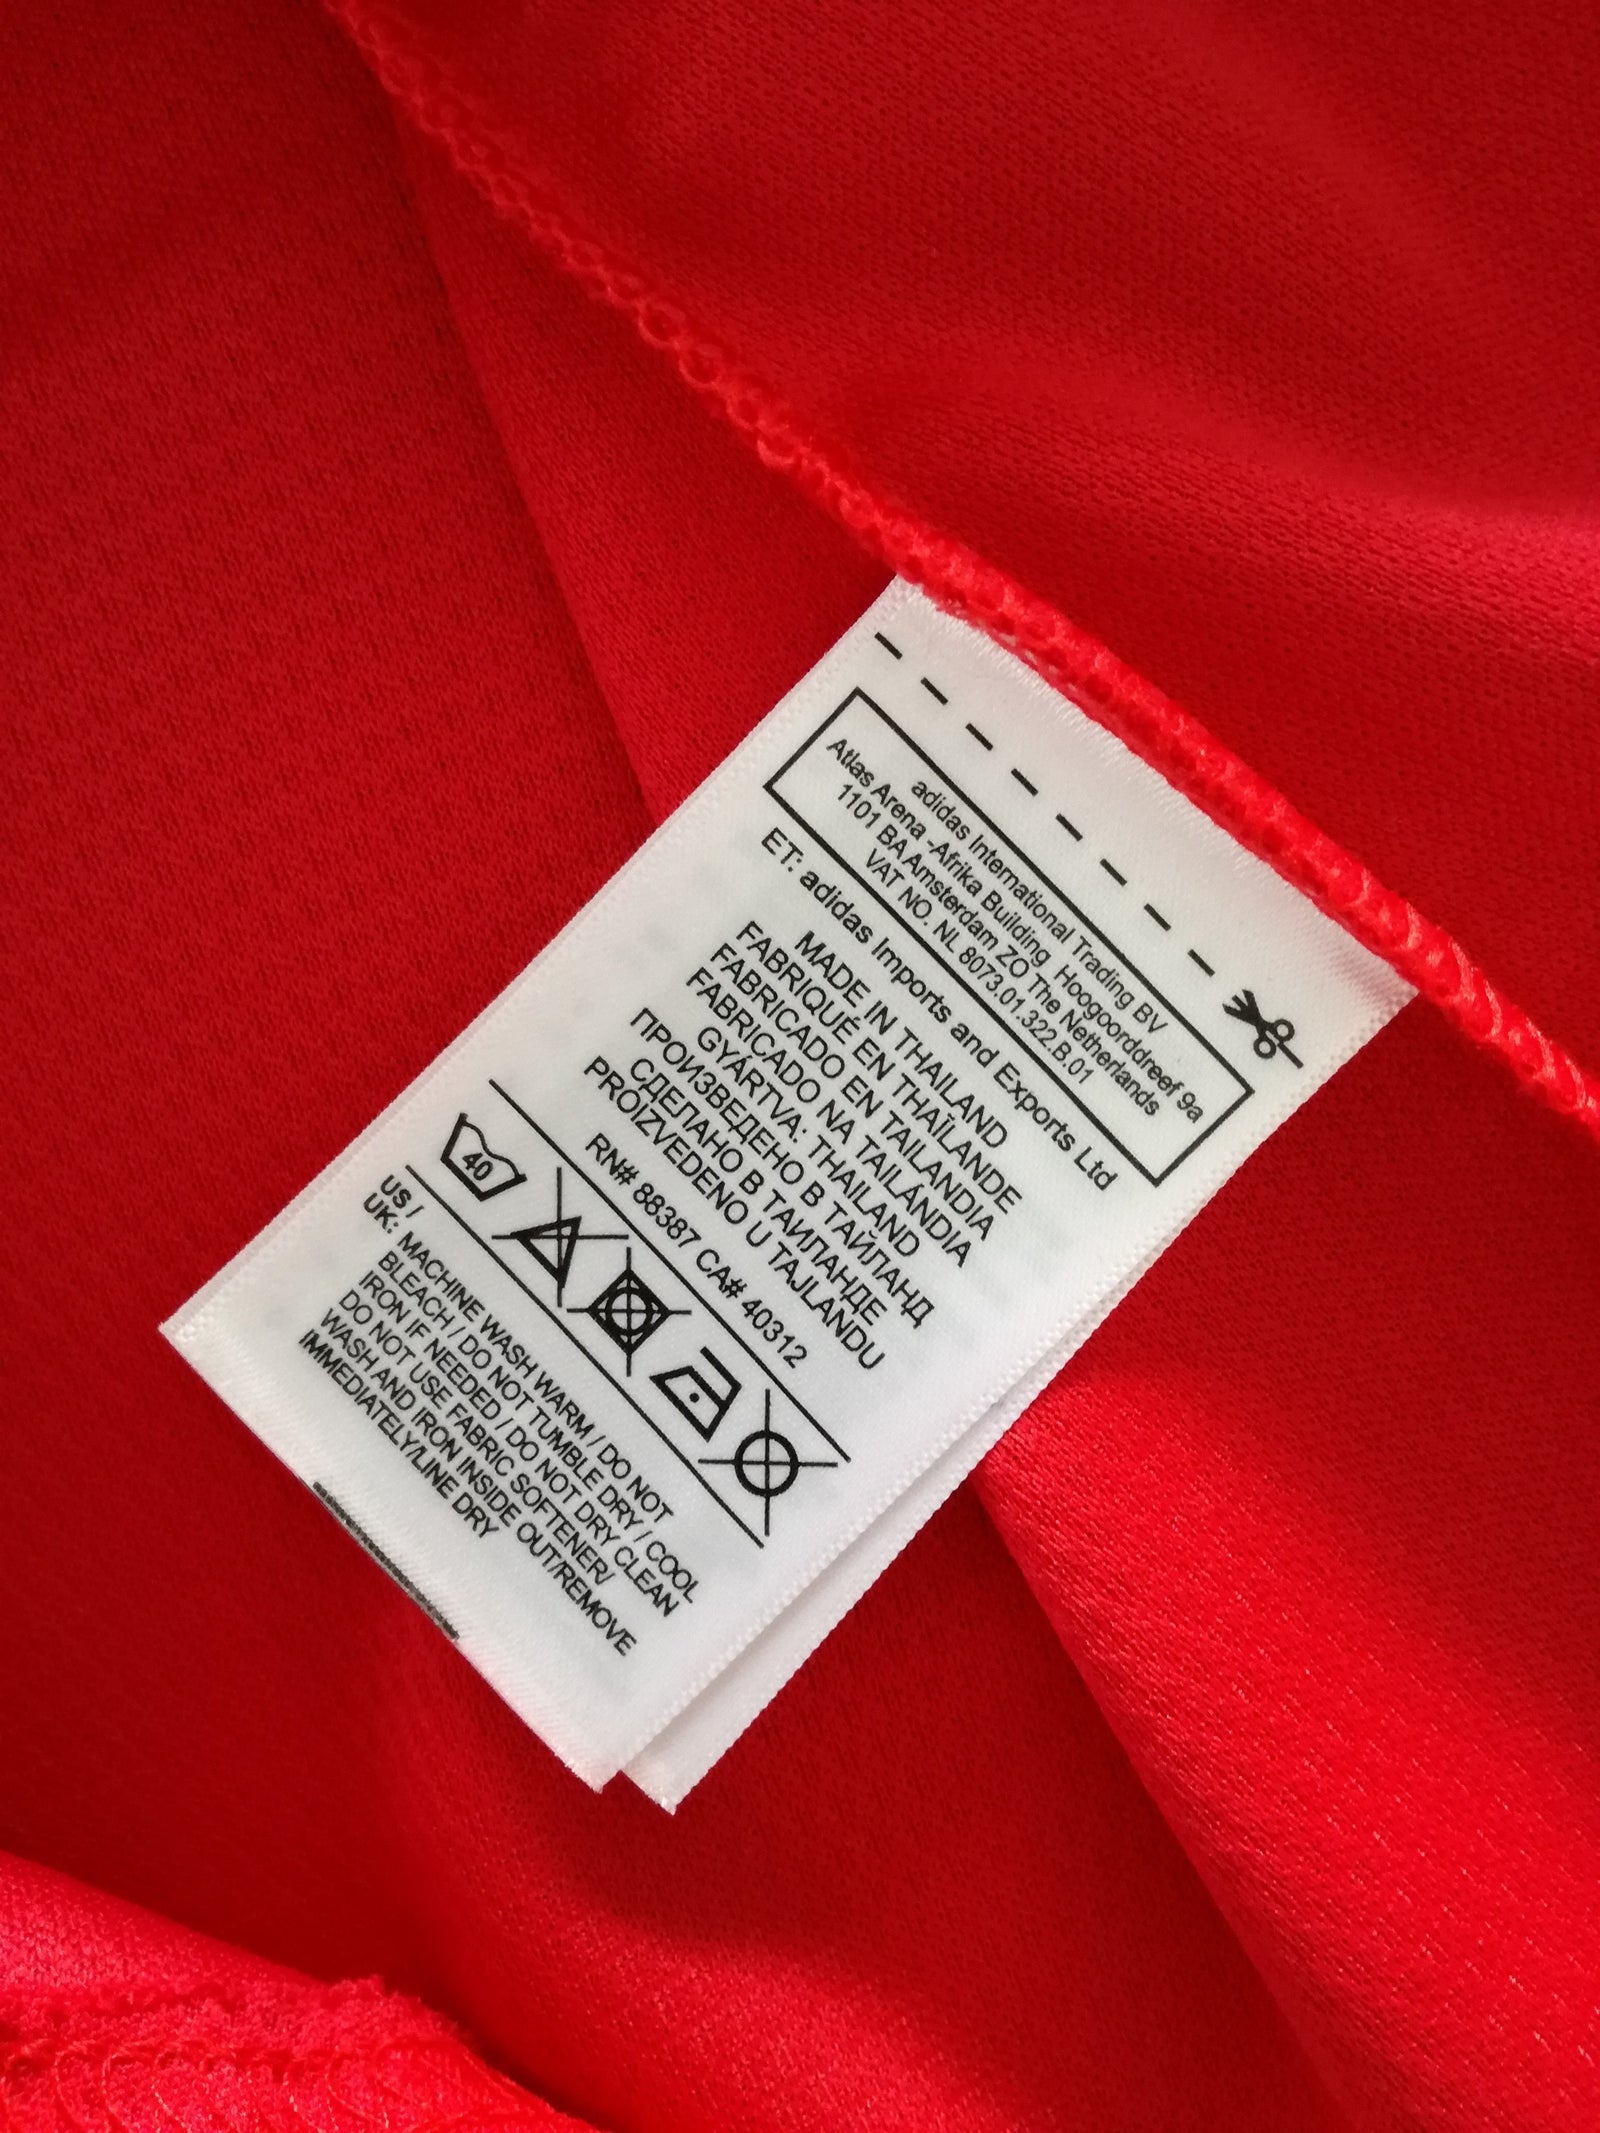 adidas International Trading BV
Atlas Arena -Afrika Building Hoogoorddreef 9a
1101 BA Amsterdam ZO The Netherlands
VAT NO. NL 8073.01.322.B.01
ET: adidas Imports and Exports Ltd
MADE IN THAILAND
FABRIQUÉ EN THAÏLANDE
FABRICADO EN TAILANDIA
FABRICADO NA TAILÁNDIA
GYÁRTVA: THAILAND
ПРОИЗВЕДЕНО В ТАЙЛАНД
СДЕЛАНО В ТАИЛАНДЕ
PROIZVEDENO U TAJLANDU
RN# 88387 CA# 40312
40
US /
UK: MACHINE WASH WARM / DO NOT
BLEACH / DO NOT TUMBLE DRY / COOL
IRON IF NEEDED / DO NOT DRY CLEAN
DO NOT USE FABRIC SOFTENER/
WASH AND IRON INSIDE OUT/REMOVE
IMMEDIATELY/LINE DRY